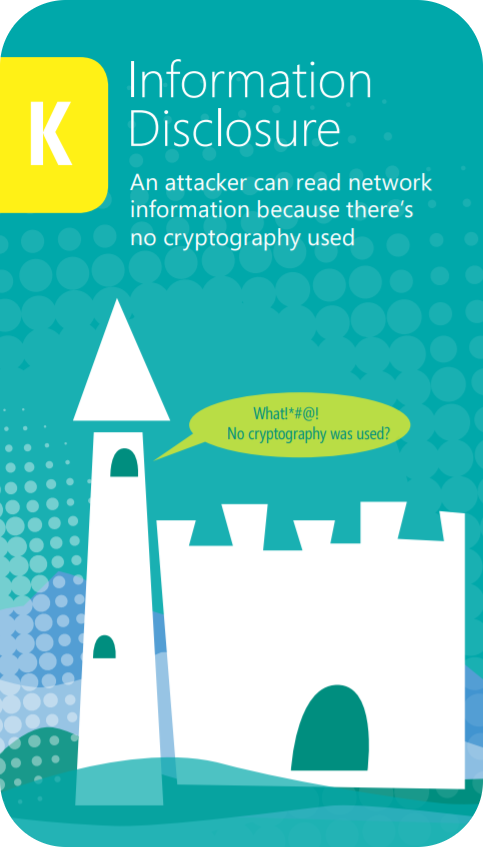 K
Information
Disclosure
An attacker can read network
information because there’s
no cryptography used
What!*#@!
No cryptography was used?